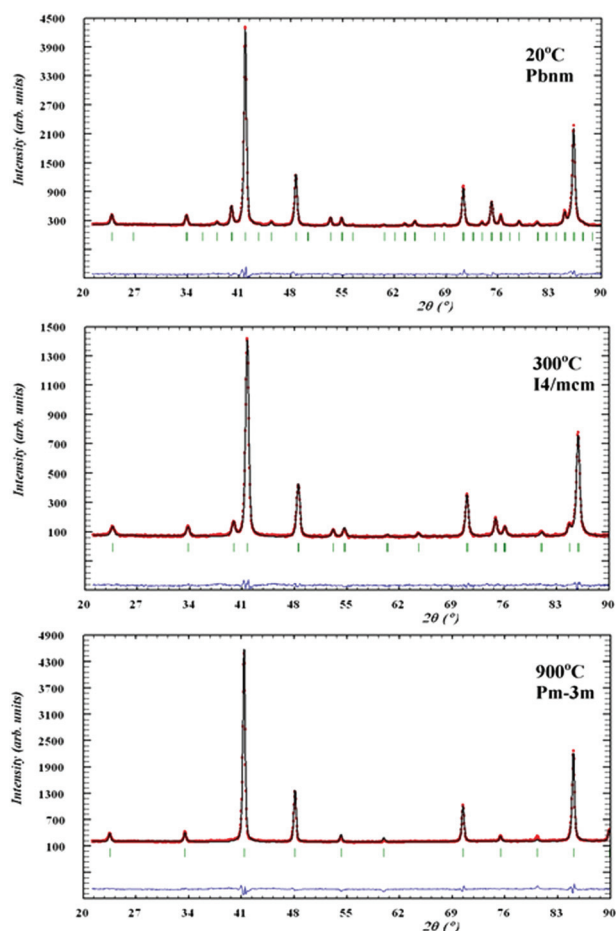 4500
3900
3300
2700
2100
1500
900
300
Intensity (arb. units)
20°C
Pbnm
20 27 34 41 48 55 62 69 76 83 90
2θ (°)
1500
1300
1100
900
700
500
300
100
Intensity (arb. units)
300°C
I4/mcm
20 27 34 41 48 55 62 69 76 83 90
2θ (°)
4900
4300
3700
3100
2500
1900
1300
700
100
Intensity (arb. units)
900°C
Pm-3m
20 27 34 41 48 55 62 69 76 83 90
2θ (°)